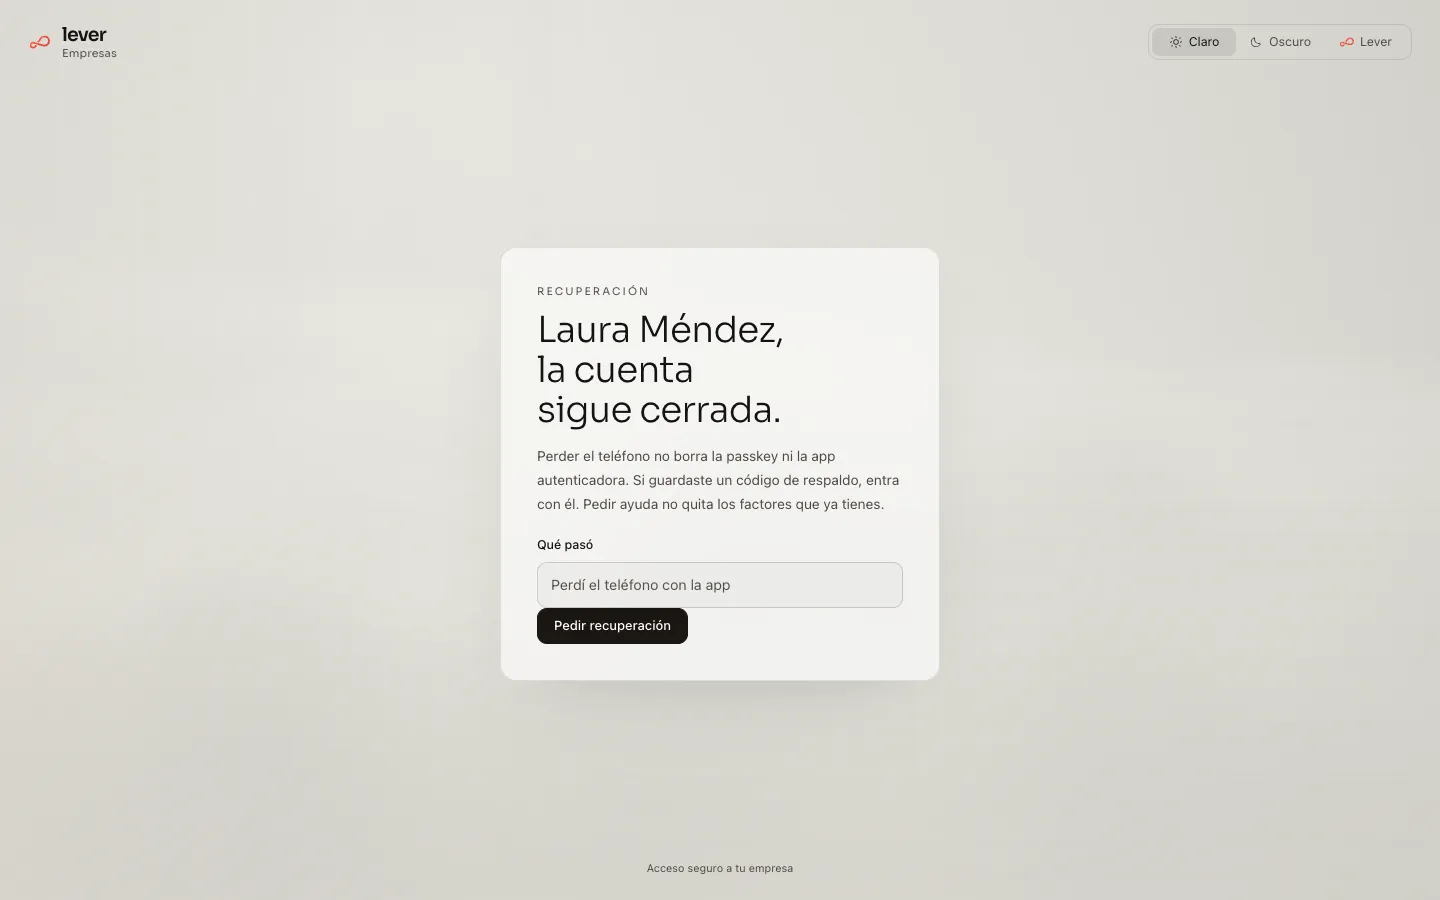 lever
Empresas
Claro
Oscuro
Lever
RECUPERACIÓN
Laura Méndez,
la cuenta
sigue cerrada.
Perder el teléfono no borra la passkey ni la app
autenticadora. Si guardaste un código de respaldo, entra
con él. Pedir ayuda no quita los factores que ya tienes.
Qué pasó
Perdí el teléfono con la app
Pedir recuperación
Acceso seguro a tu empresa